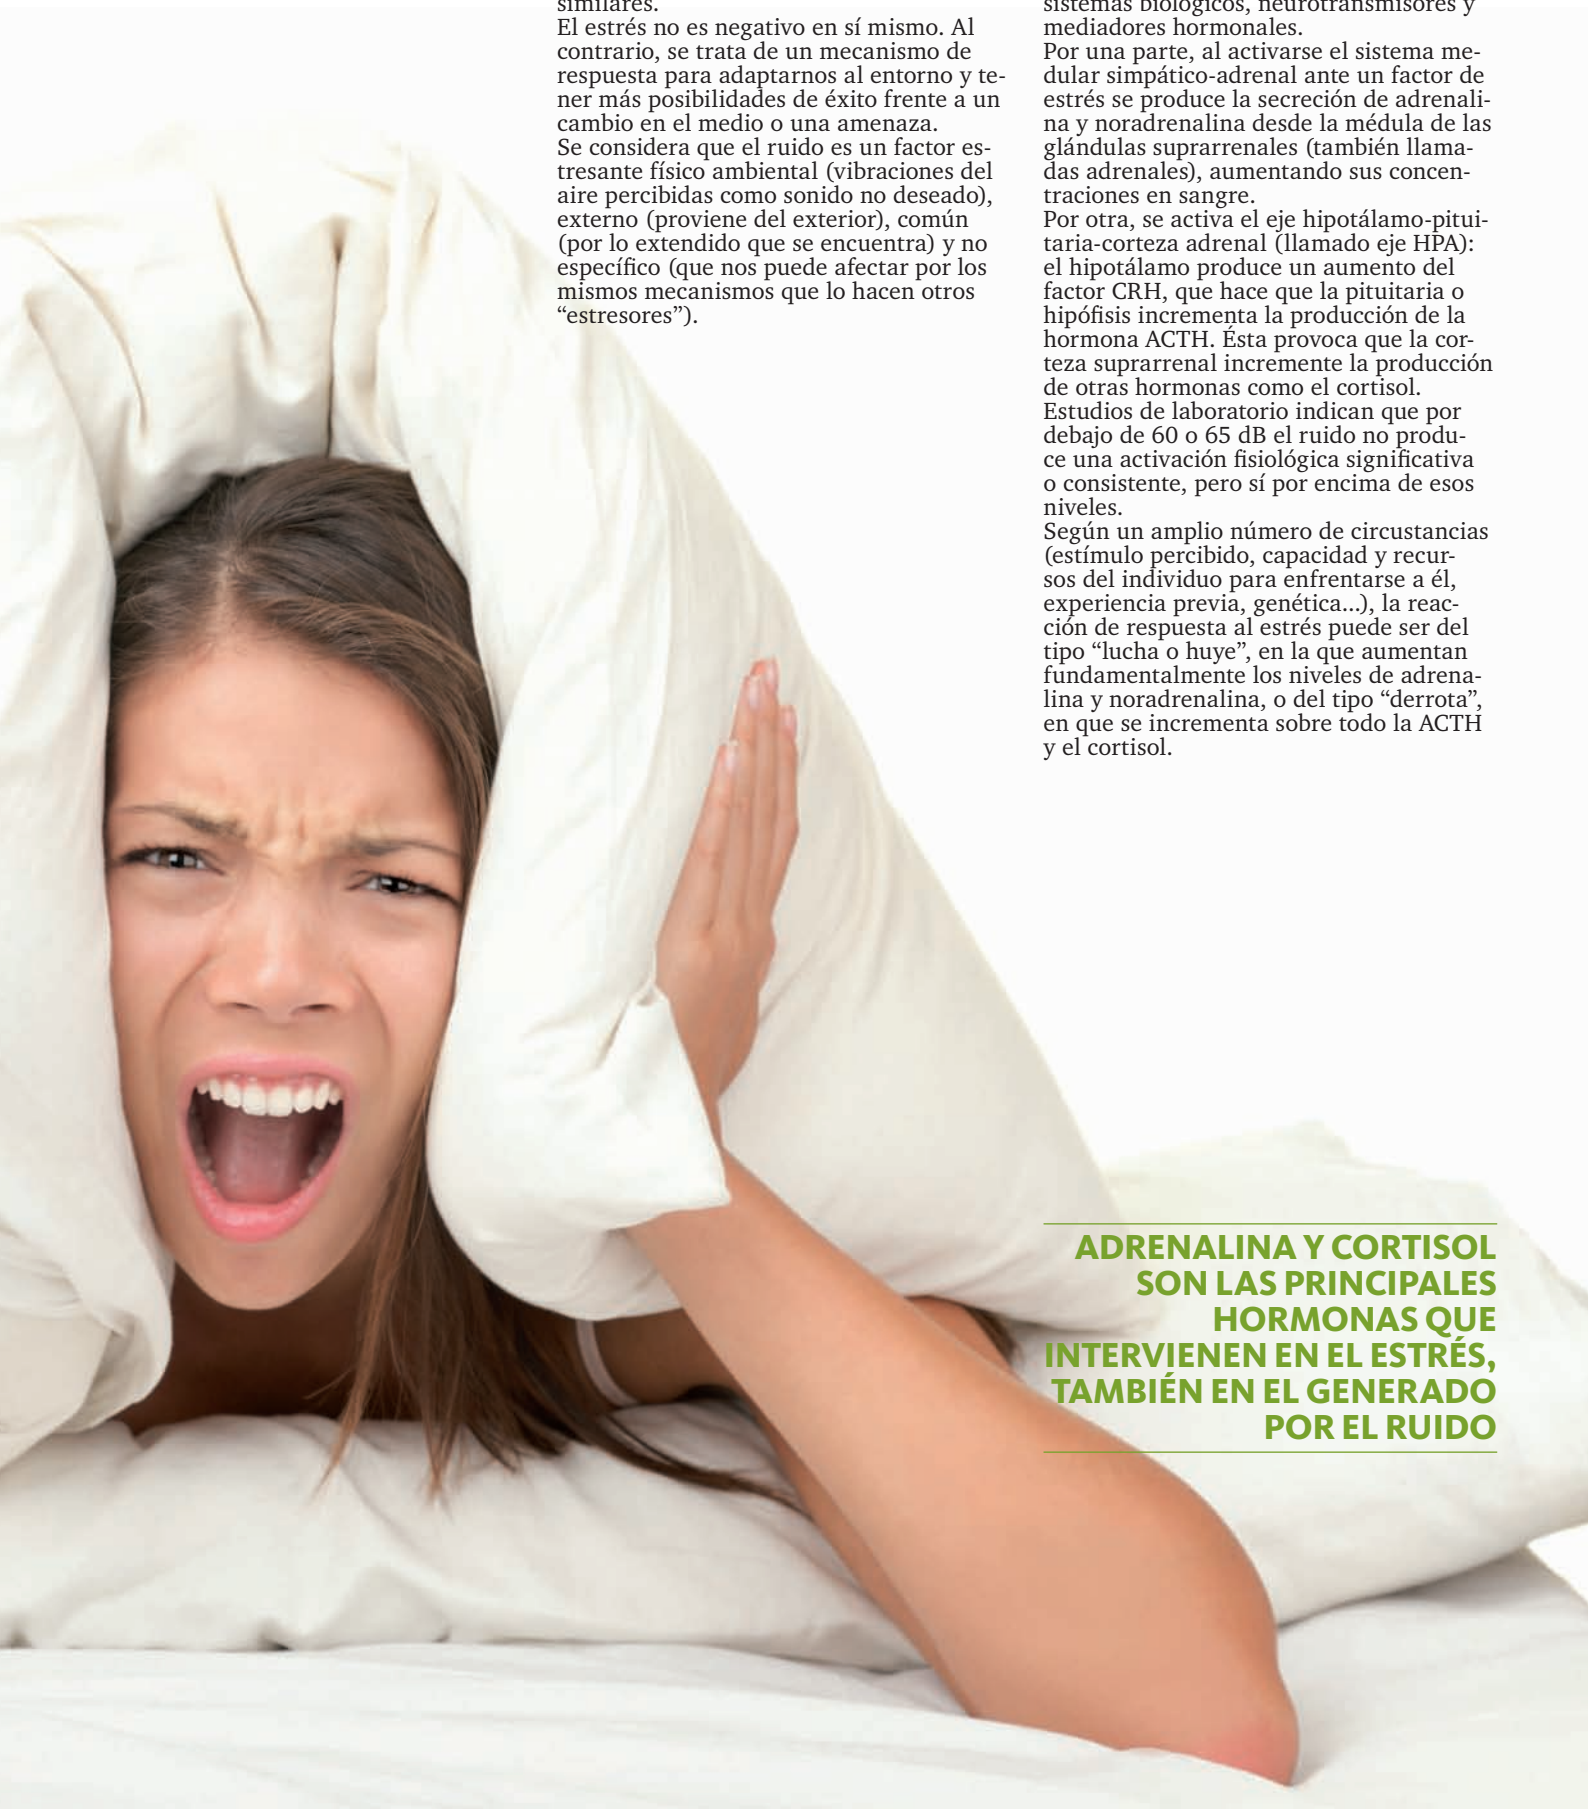 similares.
El estrés no es negativo en sí mismo. Al
contrario, se trata de un mecanismo de
respuesta para adaptarnos al entorno y te-
ner más posibilidades de éxito frente a un
cambio en el medio o una amenaza.
Se considera que el ruido es un factor es-
tresante físico ambiental (vibraciones del
aire percibidas como sonido no deseado),
externo (proviene del exterior), común
(por lo extendido que se encuentra) y no
específico (que nos puede afectar por los
mismos mecanismos que lo hacen otros
“estresores”).
sistemas biológicos, neurotransmisores y
mediadores hormonales.
Por una parte, al activarse el sistema me-
dular simpático-adrenal ante un factor de
estrés se produce la secreción de adrenali-
na y noradrenalina desde la médula de las
glándulas suprarrenales (también llama-
das adrenales), aumentando sus concen-
traciones en sangre.
Por otra, se activa el eje hipotálamo-pitui-
taria-corteza adrenal (llamado eje HPA):
el hipotálamo produce un aumento del
factor CRH, que hace que la pituitaria o
hipófisis incrementa la producción de la
hormona ACTH. Ésta provoca que la cor-
teza suprarrenal incremente la producción
de otras hormonas como el cortisol.
Estudios de laboratorio indican que por
debajo de 60 o 65 dB el ruido no produ-
ce una activación fisiológica significativa
o consistente, pero sí por encima de esos
niveles.
Según un amplio número de circustancias
(estímulo percibido, capacidad y recur-
sos del individuo para enfrentarse a él,
experiencia previa, genética...), la reac-
ción de respuesta al estrés puede ser del
tipo “lucha o huye”, en la que aumentan
fundamentalmente los niveles de adrena-
lina y noradrenalina, o del tipo “derrota”,
en que se incrementa sobre todo la ACTH
y el cortisol.
ADRENALINA Y CORTISOL
SON LAS PRINCIPALES
HORMONAS QUE
INTERVIENEN EN EL ESTRÉS,
TAMBIÉN EN EL GENERADO
POR EL RUIDO